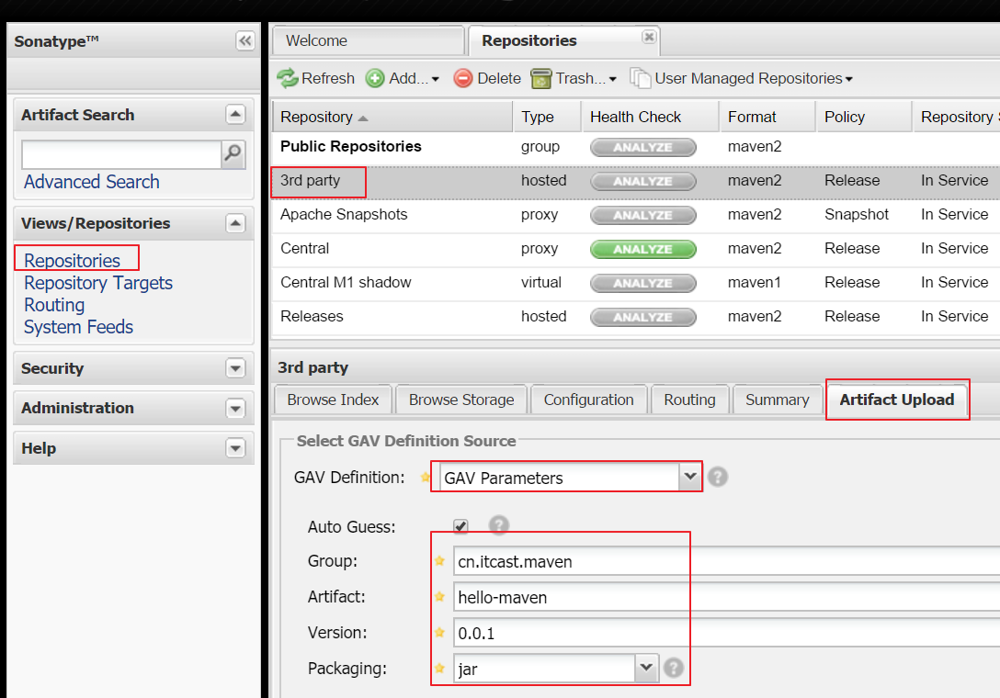 Sonatype™
Artifact Search
Advanced Search
Views/Repositories
Repositories
Repository Targets
Routing
System Feeds
Security
Administration
Help
Welcome
Repositories
Refresh Add... Delete Trash... User Managed Repositories
Repository Type Health Check Format Policy Repository
Public Repositories group ANALYZE maven2
3rd party hosted ANALYZE maven2 Release In Service
Apache Snapshots proxy ANALYZE maven2 Snapshot In Service
Central proxy ANALYZE maven2 Release In Service
Central M1 shadow virtual ANALYZE maven1 Release In Service
Releases hosted ANALYZE maven2 Release In Service
3rd party
Browse Index Browse Storage Configuration Routing Summary Artifact Upload
Select GAV Definition Source
GAV Definition: GAV Parameters ?
Auto Guess: ?
Group: cn.itcast.maven
Artifact: hello-maven
Version: 0.0.1
Packaging: jar ?